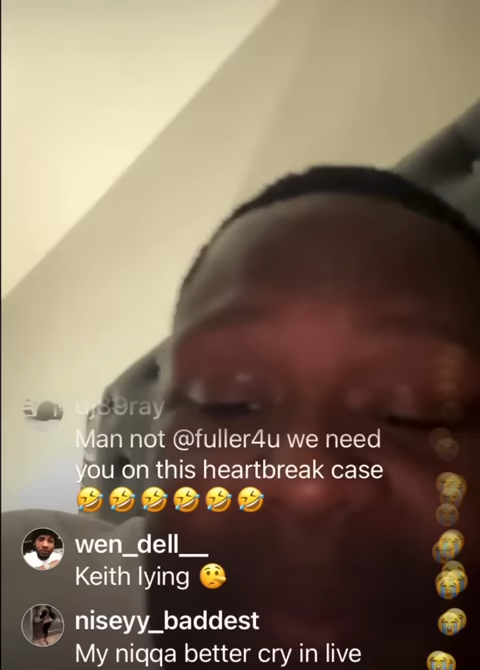 dj89ray
Man not @fuller4u we need
you on this heartbreak case
🤣🤣🤣🤣🤣🤣
wen_dell__
Keith lying 🤥
niseyy_baddest
My niqqa better cry in live